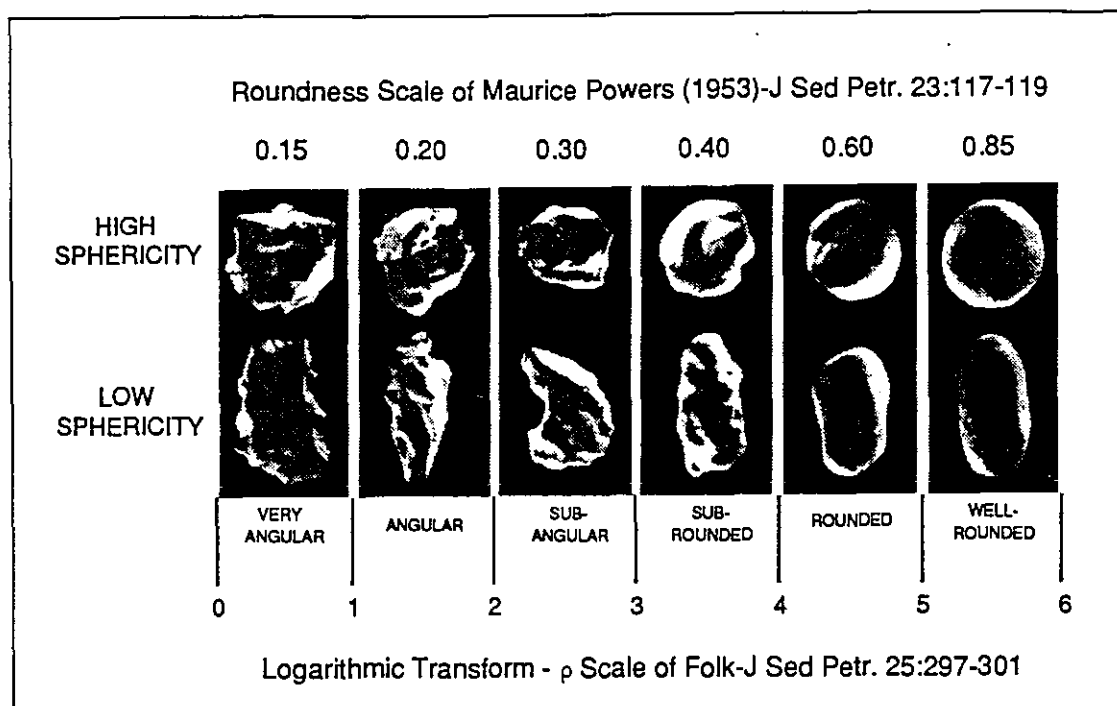 Roundness Scale of Maurice Powers (1953)-J Sed Petr. 23:117-119
0.15 0.20 0.30 0.40 0.60 0.85
HIGH
SPHERICITY
LOW
SPHERICITY
VERY
ANGULAR
ANGULAR
SUB-
ANGULAR
SUB-
ROUNDED
ROUNDED
WELL-
ROUNDED
0 1 2 3 4 5 6
Logarithmic Transform - ρ Scale of Folk-J Sed Petr. 25:297-301